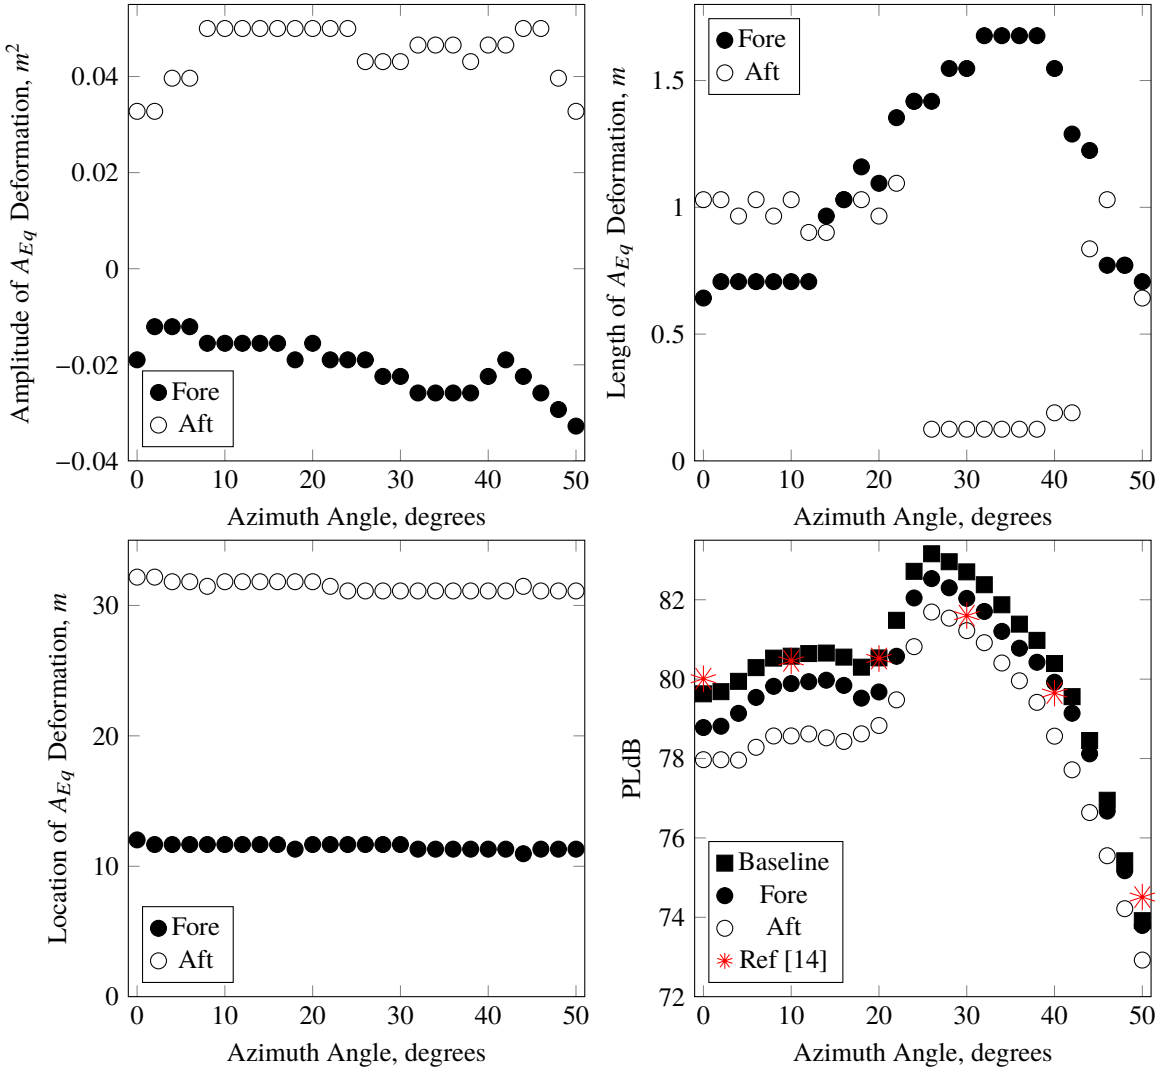 Amplitude of A_Eq Deformation, m²
0.04
0.02
0
−0.02
−0.04
Fore
Aft
0 10 20 30 40 50
Azimuth Angle, degrees
Length of A_Eq Deformation, m
1.5
1
0.5
0
Fore
Aft
0 10 20 30 40 50
Azimuth Angle, degrees
Location of A_Eq Deformation, m
30
20
10
0
Fore
Aft
0 10 20 30 40 50
Azimuth Angle, degrees
PLdB
82
80
78
76
74
72
Baseline
Fore
Aft
Ref [14]
0 10 20 30 40 50
Azimuth Angle, degrees